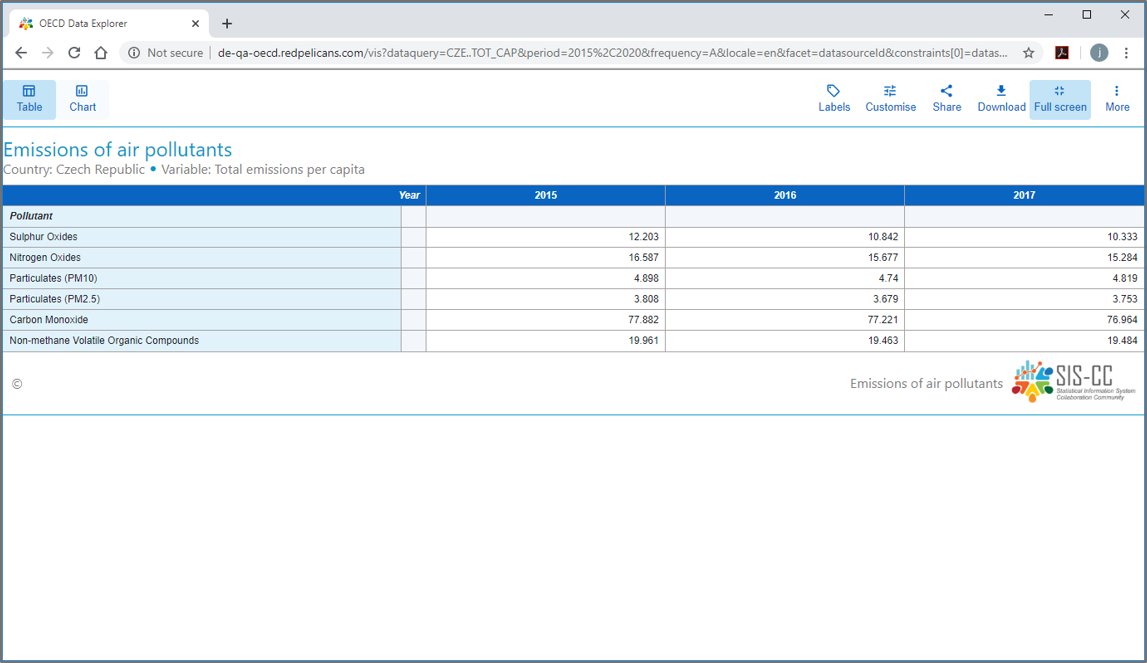 OECD Data Explorer
Not secure | de-qa-oecd.redpelicans.com/vis?dataquery=CZE..TOT_CAP&period=2015%2C2020&frequency=A&locale=en&facet=datasourceId&constraints[0]=datas...
j
Table Chart Labels Customise Share Download Full screen More
Emissions of air pollutants
Country: Czech Republic • Variable: Total emissions per capita
Year 2015 2016 2017
Pollutant
Sulphur Oxides 12.203 10.842 10.333
Nitrogen Oxides 16.587 15.677 15.284
Particulates (PM10) 4.898 4.74 4.819
Particulates (PM2.5) 3.808 3.679 3.753
Carbon Monoxide 77.882 77.221 76.964
Non-methane Volatile Organic Compounds 19.961 19.463 19.484
© Emissions of air pollutants SIS-CC
Statistical Information System
Collaboration Community